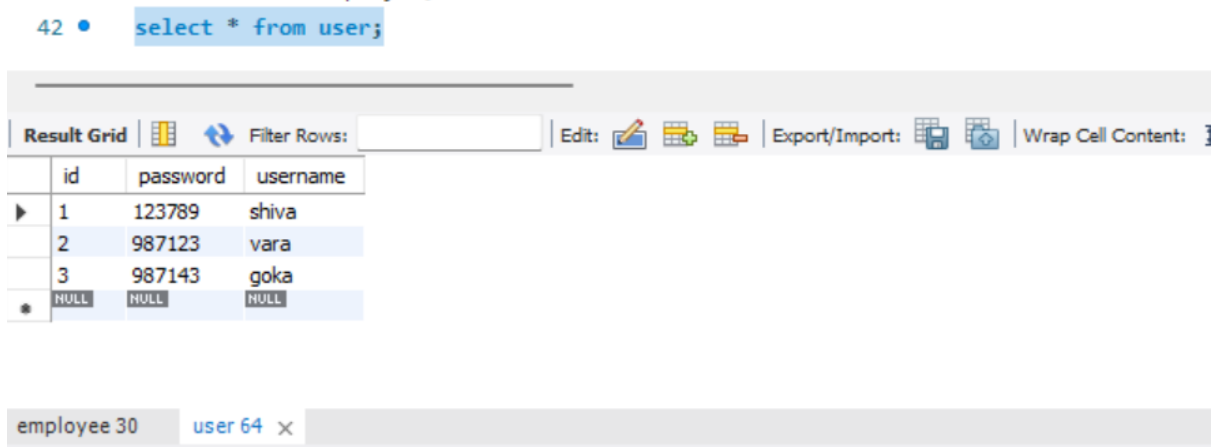 42 select * from user;
Result Grid Filter Rows: Edit: Export/Import: Wrap Cell Content:
id password username
1 123789 shiva
2 987123 vara
3 987143 goka
NULL NULL NULL
employee 30 user 64